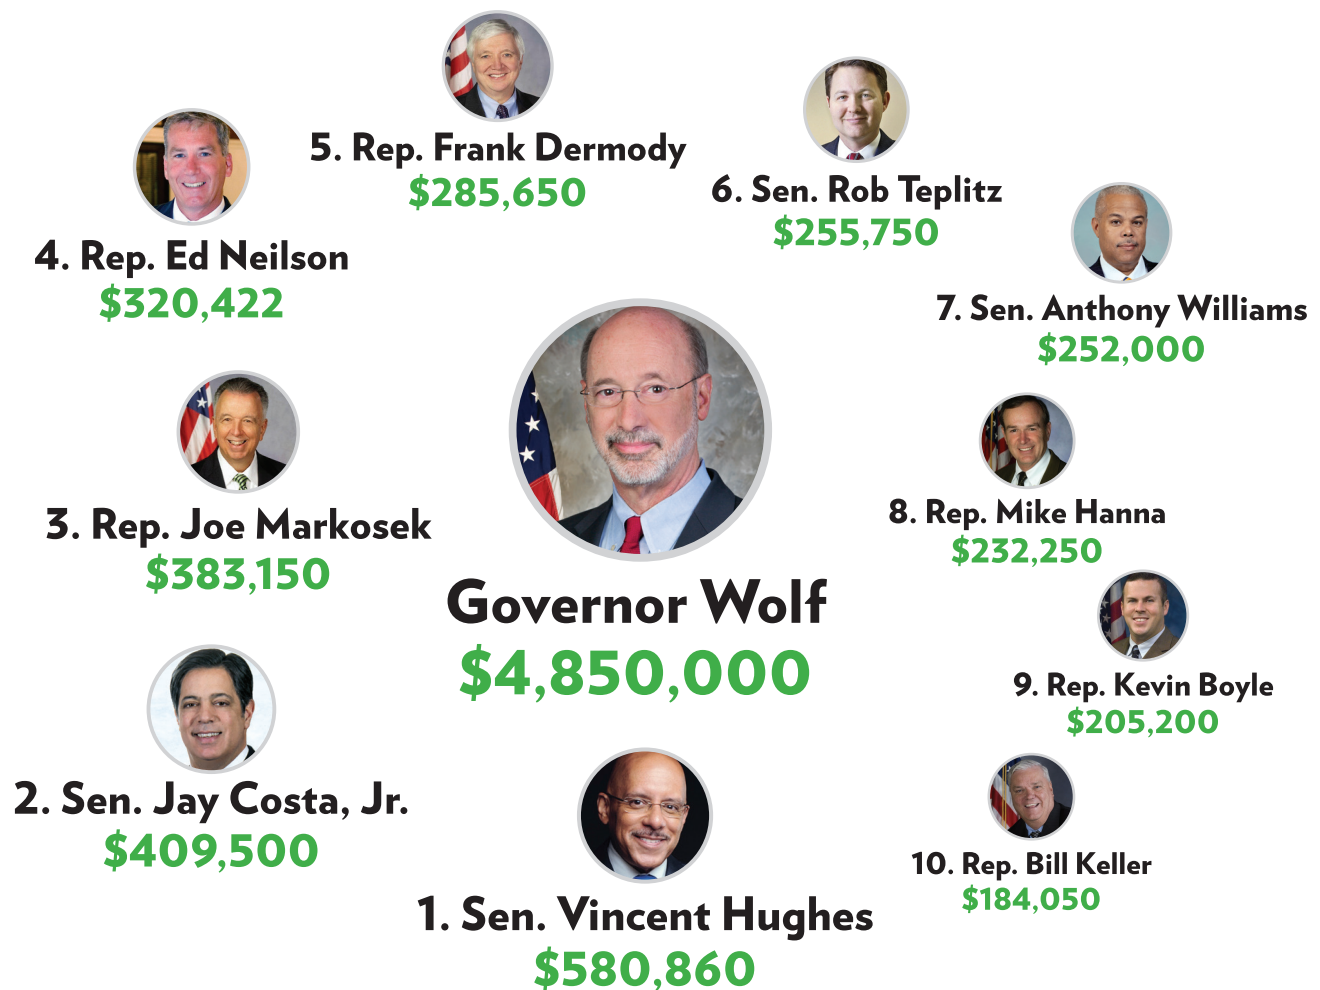 5. Rep. Frank Dermody
$285,650
6. Sen. Rob Teplitz
$255,750
4. Rep. Ed Neilson
$320,422
7. Sen. Anthony Williams
$252,000
3. Rep. Joe Markosek
$383,150
8. Rep. Mike Hanna
$232,250
Governor Wolf
$4,850,000
9. Rep. Kevin Boyle
$205,200
2. Sen. Jay Costa, Jr.
$409,500
10. Rep. Bill Keller
$184,050
1. Sen. Vincent Hughes
$580,860